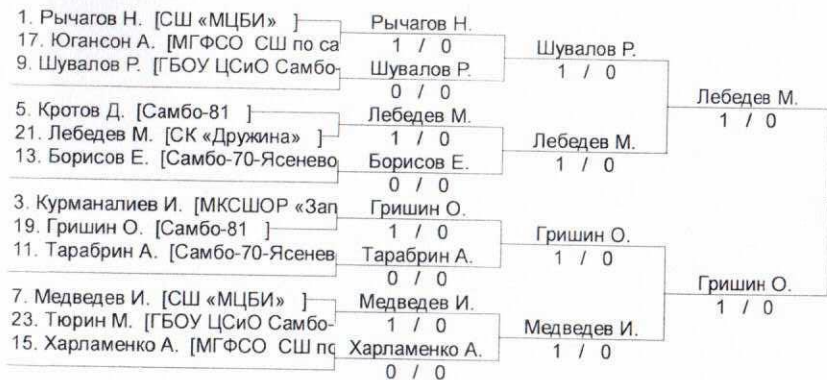 1. Рычагов Н. [СШ «МЦБИ» ]
17. Югансон А. [МГФСО СШ по са
9. Шувалов Р. [ГБОУ ЦСиО Самбо-
5. Кротов Д. [Самбо-81 ]
21. Лебедев М. [СК «Дружина» ]
13. Борисов Е. [Самбо-70-Ясенево
3. Курманалиев И. [МКСШОР «Зап
19. Гришин О. [Самбо-81 ]
11. Тарабрин А. [Самбо-70-Ясенев
7. Медведев И. [СШ «МЦБИ» ]
23. Тюрин М. [ГБОУ ЦСиО Самбо-
15. Харламенко А. [МГФСО СШ по
Рычагов Н.
1 / 0
Шувалов Р.
0 / 0
Лебедев М.
1 / 0
Борисов Е.
0 / 0
Гришин О.
1 / 0
Тарабрин А.
0 / 0
Медведев И.
1 / 0
Харламенко А.
0 / 0
Шувалов Р.
1 / 0
Лебедев М.
1 / 0
Гришин О.
1 / 0
Медведев И.
1 / 0
Лебедев М.
1 / 0
Гришин О.
1 / 0